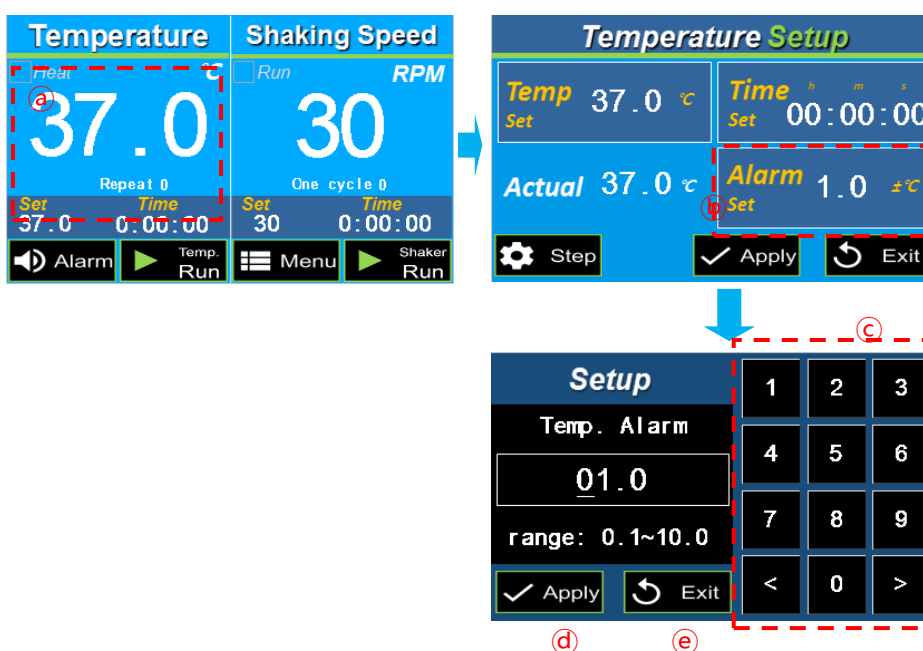 Temperature
Heat ℃
ⓐ
37.0
Repeat 0
Set Time
37.0 0:00:00
Alarm
Temp. Run
Shaking Speed
Run RPM
30
One cycle 0
Set Time
30 0:00:00
Menu
Shaker Run
Temperature Setup
Temp Set 37.0 ℃
Time Set h m s
00:00:00
Actual 37.0 ℃
ⓑ
Alarm Set 1.0 ±℃
Step
Apply
Exit
ⓒ
Setup
Temp. Alarm
01.0
range: 0.1~10.0
Apply
Exit
1 2 3
4 5 6
7 8 9
< 0 >
ⓓ ⓔ